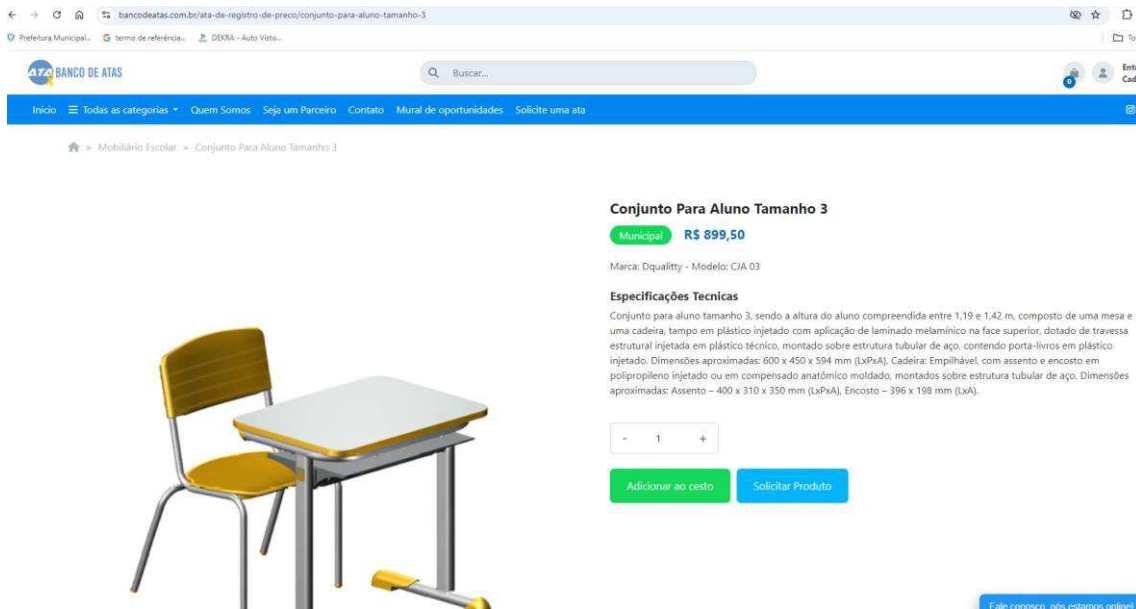 bancodeatas.com.br/ata-de-registro-de-preco/conjunto-para-aluno-tamanho-3
Prefeitura Municipal... termo de referência... DEKRA - Auto Visto...
ATA BANCO DE ATAS
Buscar...
0
Inicio Todas as categorias Quem Somos Seja um Parceiro Contato Mural de oportunidades Solicite uma ata
» Mobiliário Escolar » Conjunto Para Aluno Tamanho 3
Conjunto Para Aluno Tamanho 3
Municipal R$ 899,50
Marca: Dqualitty - Modelo: CJA 03
Especificações Tecnicas
Conjunto para aluno tamanho 3, sendo a altura do aluno compreendida entre 1,19 e 1,42 m, composto de uma mesa e
uma cadeira, tampo em plástico injetado com aplicação de laminado melamínico na face superior, dotado de travessa
estrutural injetada em plástico técnico, montado sobre estrutura tubular de aço, contendo porta-livros em plástico
injetado. Dimensões aproximadas: 600 x 450 x 594 mm (LxPxA), Cadeira: Empilhável, com assento e encosto em
polipropileno injetado ou em compensado anatômico moldado, montados sobre estrutura tubular de aço. Dimensões
aproximadas: Assento – 400 x 310 x 350 mm (LxPxA), Encosto – 396 x 198 mm (LxA).
- 1 +
Adicionar ao cesto Solicitar Produto
Fale conosco, nós estamos online!